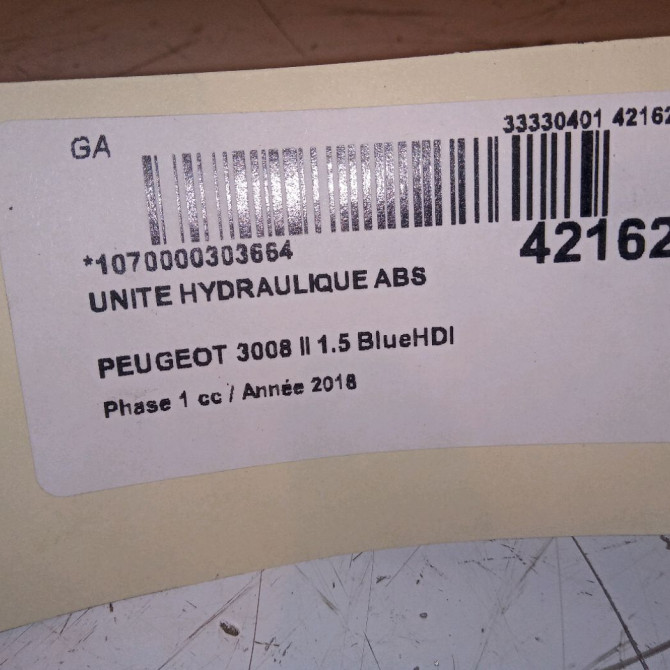 GA
33330401 42162
*1070000303664
42162
UNITE HYDRAULIQUE ABS
PEUGEOT 3008 II 1.5 BlueHDI
Phase 1 cc / Année 2018